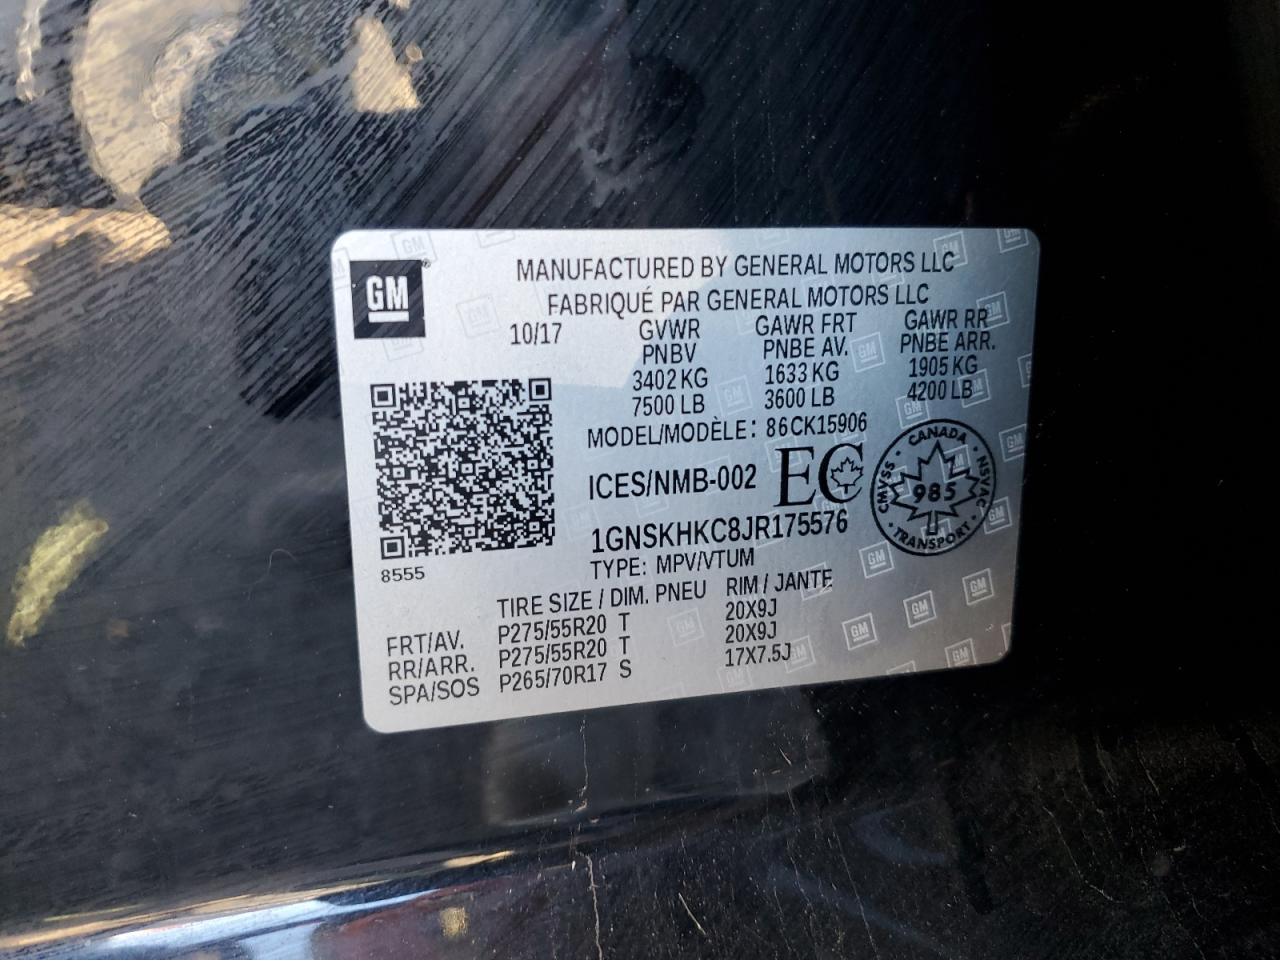 GM
MANUFACTURED BY GENERAL MOTORS LLC
FABRIQUÉ PAR GENERAL MOTORS LLC
10/17 GVWR GAWR FRT GAWR RR
PNBV PNBE AV. PNBE ARR.
3402 KG 1633 KG 1905 KG
7500 LB 3600 LB 4200 LB
MODEL/MODÈLE: 86CK15906
ICES/NMB-002 EC
CANADA
CMVSS 985 NSVAC
TRANSPORT
1GNSKHKC8JR175576
8555 TYPE: MPV/VTUM
TIRE SIZE / DIM. PNEU RIM / JANTE
FRT/AV. P275/55R20 T 20X9J
RR/ARR. P275/55R20 T 20X9J
SPA/SOS P265/70R17 S 17X7.5J